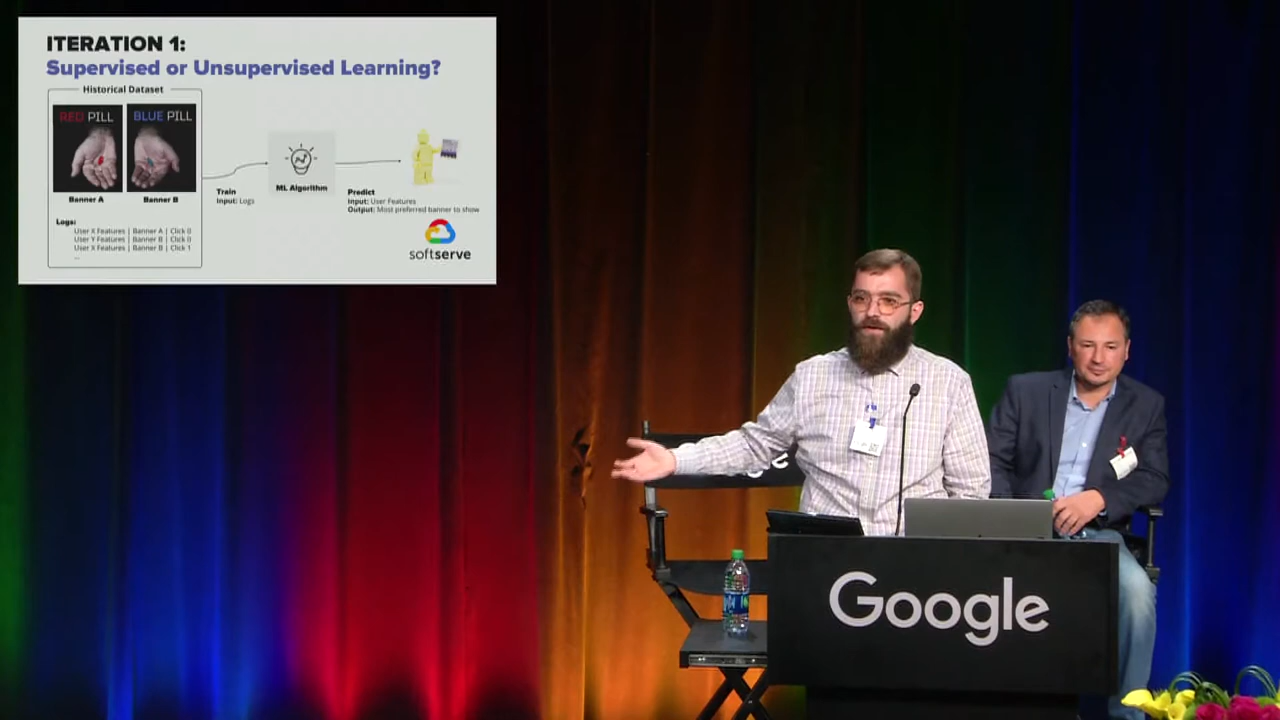 ITERATION 1:
Supervised or Unsupervised Learning?
Historical Dataset
RED PILL
BLUE PILL
Banner A
Banner B
Logs:
User X Features | Banner A | Click 0
User Y Features | Banner B | Click 0
User X Features | Banner B | Click 1
...
Train
Input: Logs
ML Algorithm
Predict
Input: User Features
Output: Most preferred banner to show
softserve
Google